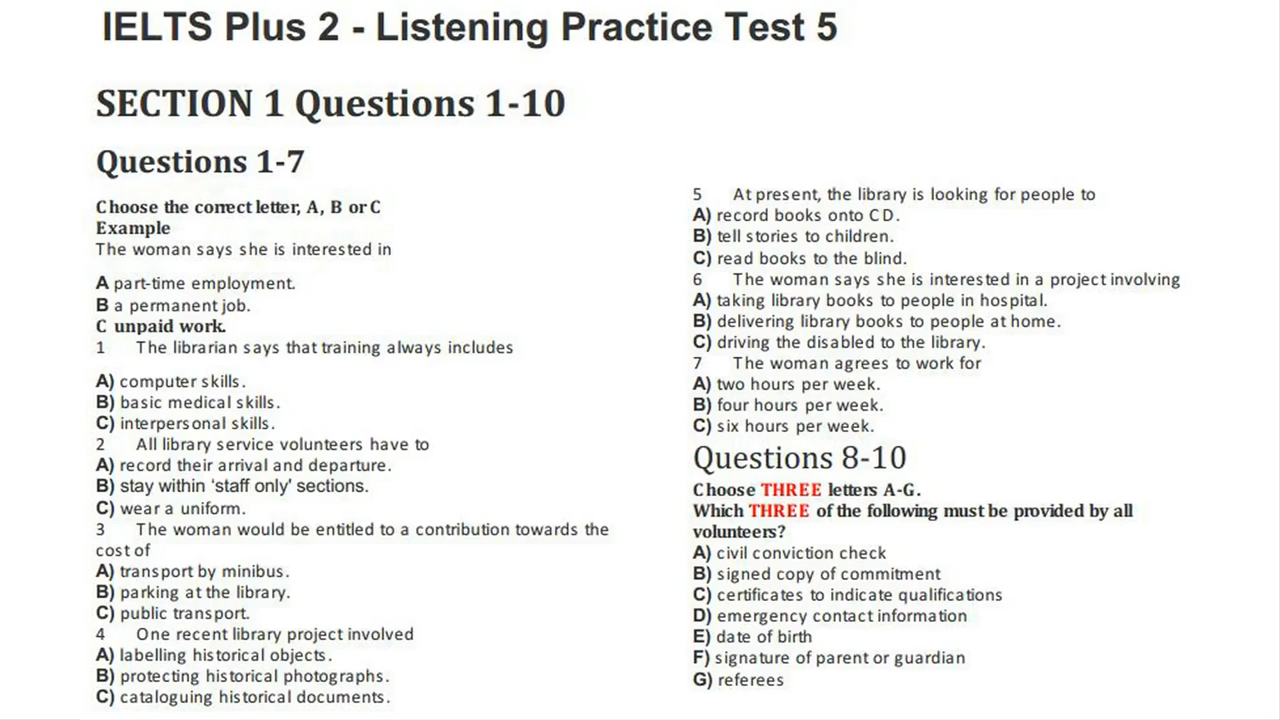 IELTS Plus 2 - Listening Practice Test 5
SECTION 1 Questions 1-10
Questions 1-7
Choose the correct letter, A, B or C
Example
The woman says she is interested in
A part-time employment.
B a permanent job.
C unpaid work.
1 The librarian says that training always includes
A) computer skills.
B) basic medical skills.
C) interpersonal skills.
2 All library service volunteers have to
A) record their arrival and departure.
B) stay within ‘staff only' sections.
C) wear a uniform.
3 The woman would be entitled to a contribution towards the
cost of
A) transport by minibus.
B) parking at the library.
C) public transport.
4 One recent library project involved
A) labelling historical objects.
B) protecting historical photographs.
C) cataloguing historical documents.
5 At present, the library is looking for people to
A) record books onto CD.
B) tell stories to children.
C) read books to the blind.
6 The woman says she is interested in a project involving
A) taking library books to people in hospital.
B) delivering library books to people at home.
C) driving the disabled to the library.
7 The woman agrees to work for
A) two hours per week.
B) four hours per week.
C) six hours per week.
Questions 8-10
Choose THREE letters A-G.
Which THREE of the following must be provided by all
volunteers?
A) civil conviction check
B) signed copy of commitment
C) certificates to indicate qualifications
D) emergency contact information
E) date of birth
F) signature of parent or guardian
G) referees